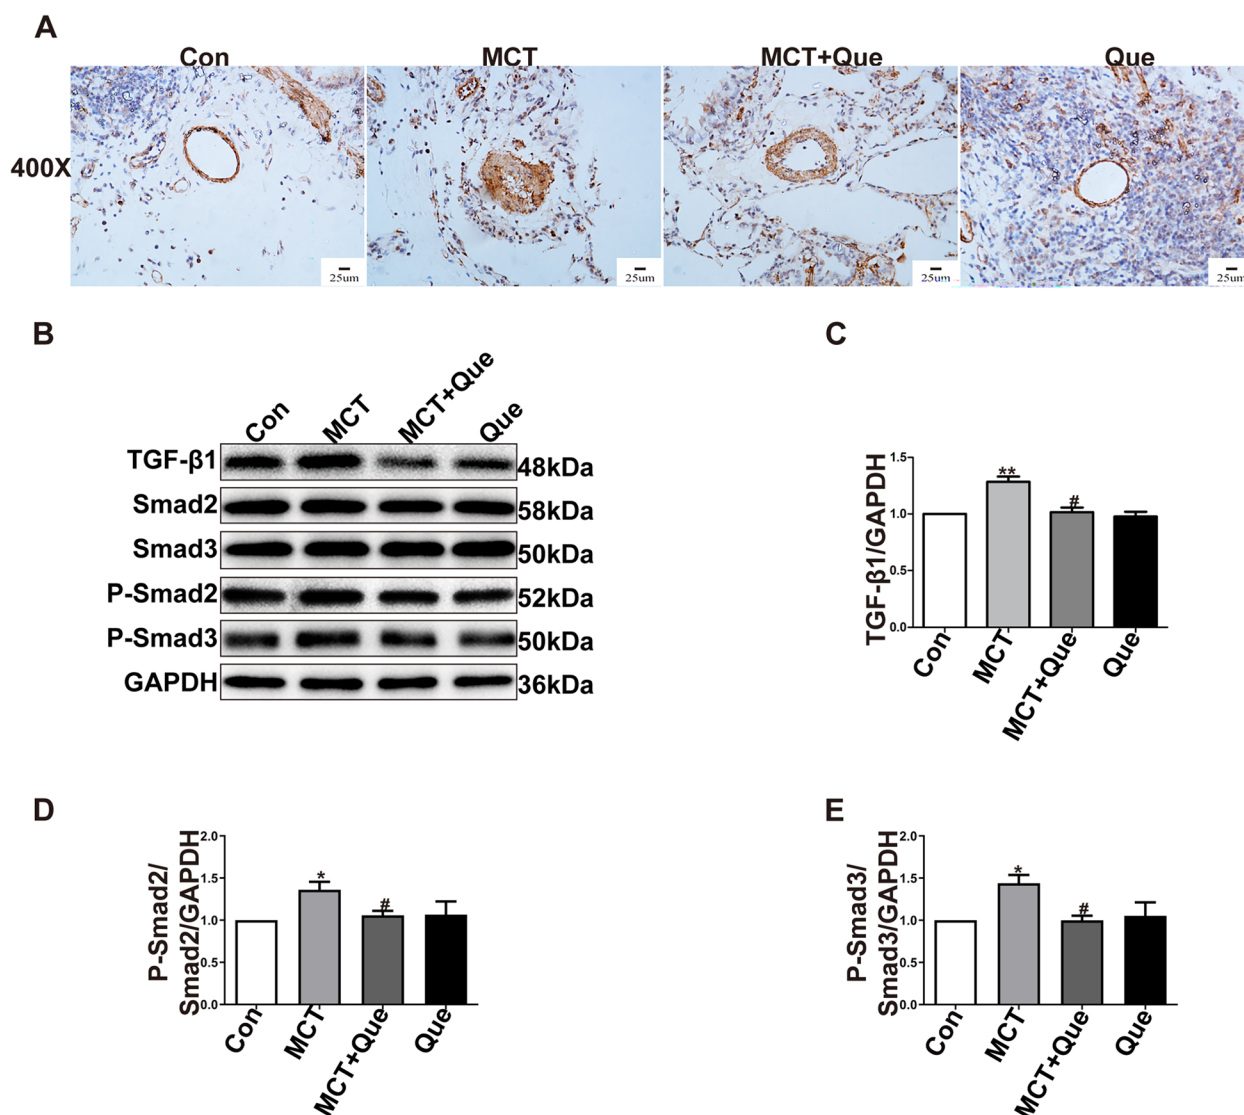 A
Con MCT MCT+Que Que
400X
25um 25um 25um 25um
B
Con MCT MCT+Que Que
TGF-β1 48kDa
Smad2 58kDa
Smad3 50kDa
P-Smad2 52kDa
P-Smad3 50kDa
GAPDH 36kDa
C
TGF-β1/GAPDH
1.5
1.0
0.5
0.0
**
#
Con MCT MCT+Que Que
D
P-Smad2/
Smad2/GAPDH
2.0
1.5
1.0
0.5
0.0
*
#
Con MCT MCT+Que Que
E
P-Smad3/
Smad3/GAPDH
2.0
1.5
1.0
0.5
0.0
*
#
Con MCT MCT+Que Que